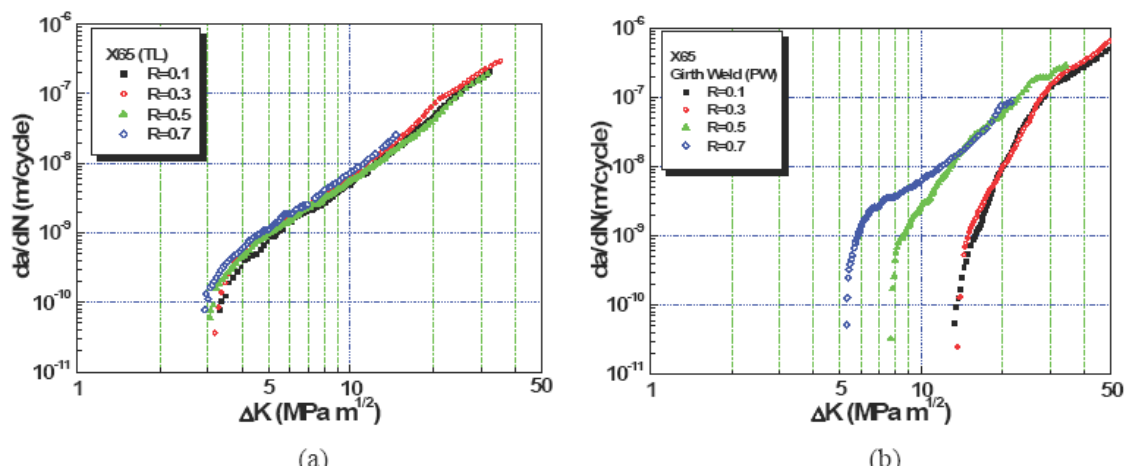 10⁻⁶
10⁻⁷
10⁻⁸
10⁻⁹
10⁻¹⁰
10⁻¹¹
da/dN (m/cycle)
X65 (TL)
R=0.1
R=0.3
R=0.5
R=0.7
1 5 10 50
ΔK (MPa m^1/2)
(a)
10⁻⁶
10⁻⁷
10⁻⁸
10⁻⁹
10⁻¹⁰
10⁻¹¹
da/dN(m/cycle)
X65
Girth Weld (PW)
R=0.1
R=0.3
R=0.5
R=0.7
1 5 10 50
ΔK (MPa m^1/2)
(b)